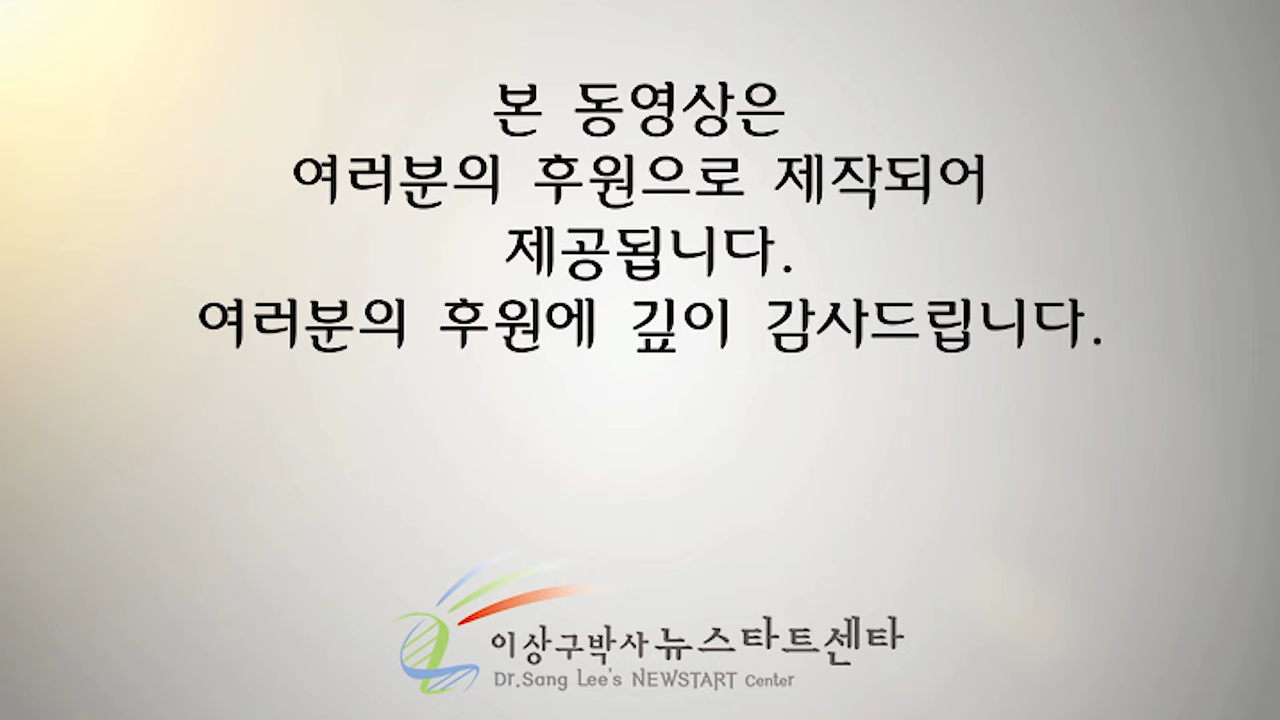 본 동영상은
여러분의 후원으로 제작되어
제공됩니다.
여러분의 후원에 깊이 감사드립니다.
이상구박사뉴스타트센타
Dr.Sang Lee's NEWSTART Center